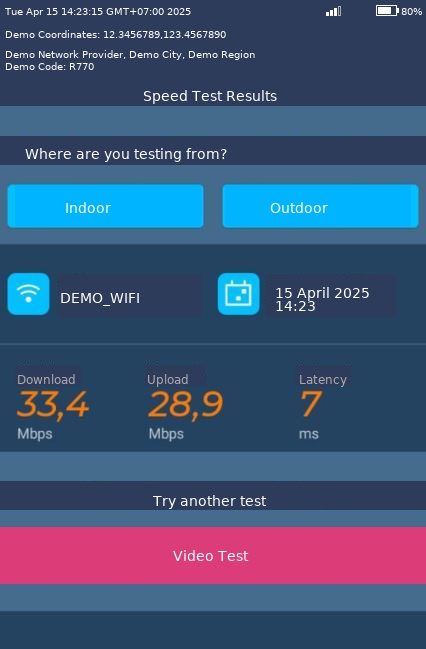 Tue Apr 15 14:23:15 GMT+07:00 2025
80%
Demo Coordinates: 12.3456789,123.4567890
Demo Network Provider, Demo City, Demo Region
Demo Code: R770
Speed Test Results
Where are you testing from?
Indoor
Outdoor
DEMO_WIFI
15 April 2025
14:23
Download
Upload
Latency
33,4
28,9
7
Mbps
Mbps
ms
Try another test
Video Test